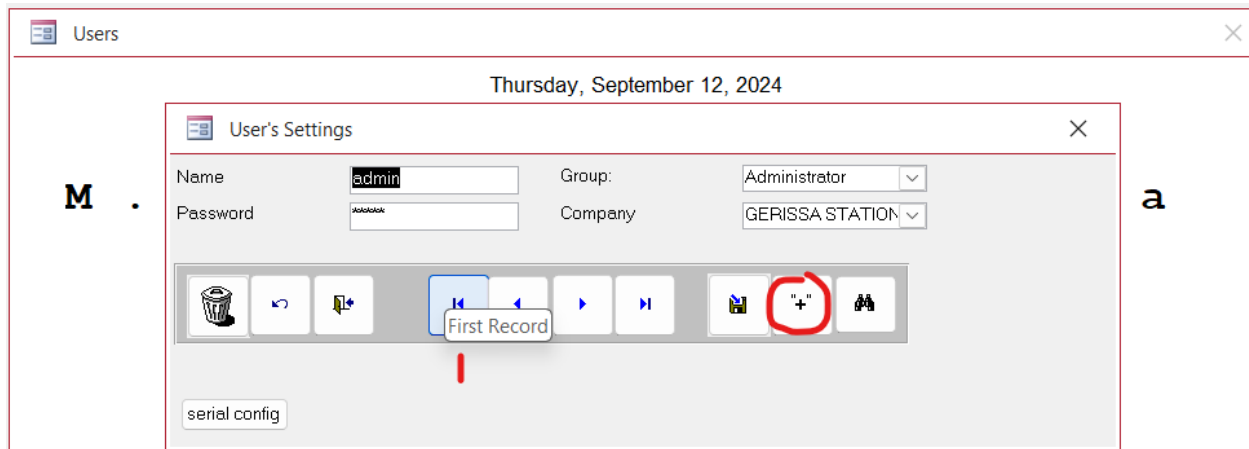 Users
Thursday, September 12, 2024
User's Settings
Name admin Group: Administrator
M . a
Password ****** Company GERISSA STATION
"+"
First Record
serial config